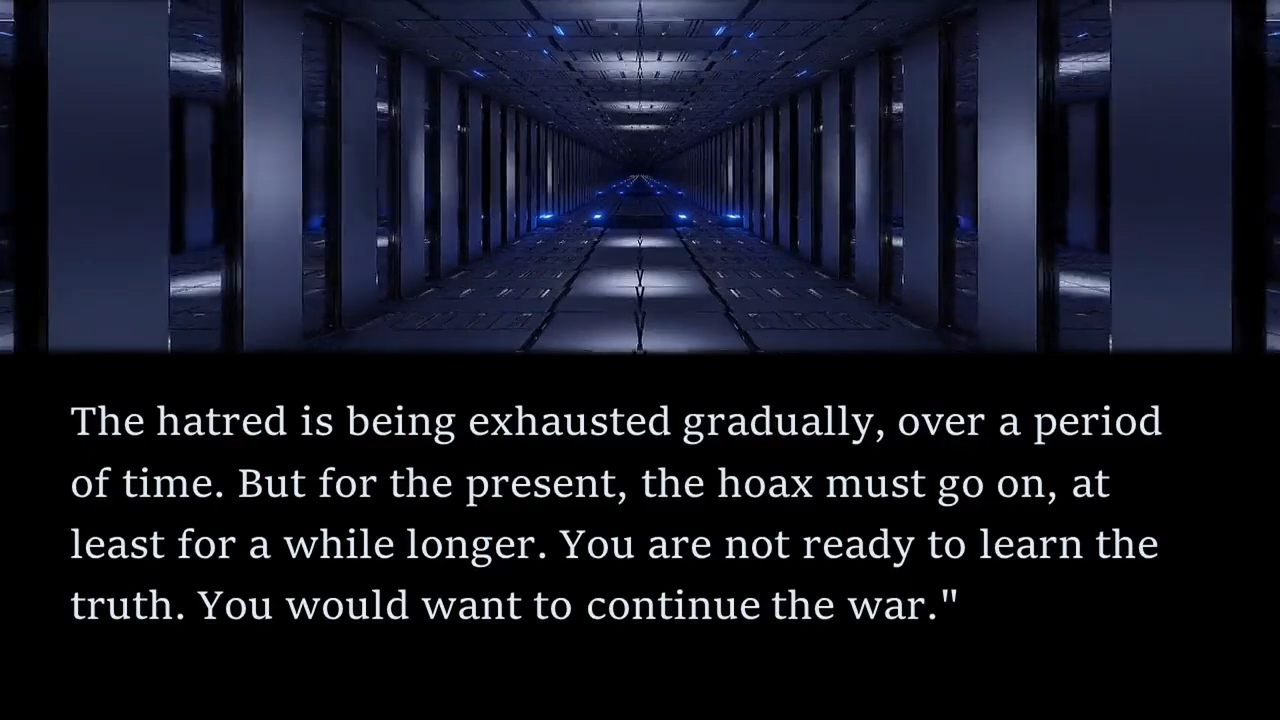 The hatred is being exhausted gradually, over a period
of time. But for the present, the hoax must go on, at
least for a while longer. You are not ready to learn the
truth. You would want to continue the war."